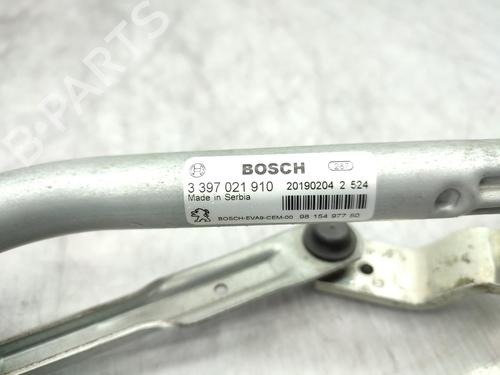 BOSCH 267
3 397 021 910 20190204 2 524
Made in Serbia
BOSCH-EVA9-CEM-00 98 154 977 80
B-PARTS